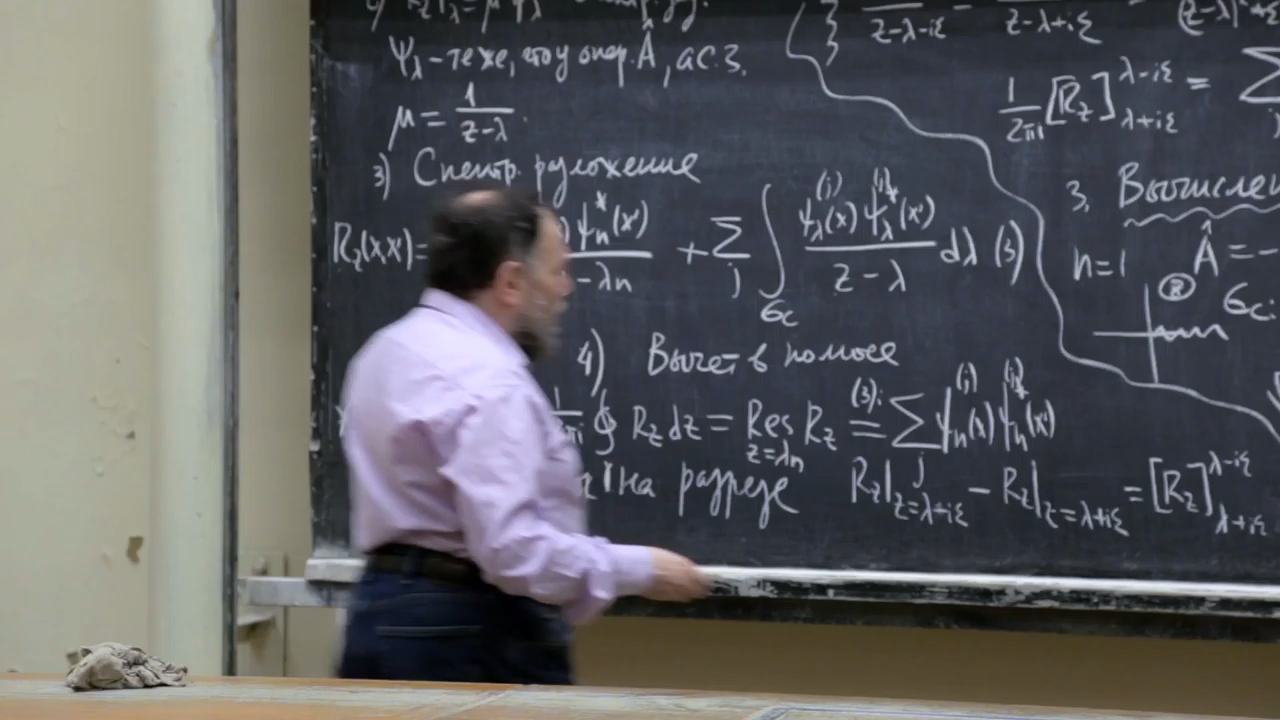 ψ_λ – те же, что у опер. Â, a с.з.
μ = 1/(z-λ)
3) Спектр. разложение
R_z(x,x') = ψ_n^*(x')/-λ_n + Σ_j ∫_{σ_c} ψ_λ^{(j)}(x) ψ_λ^{(j)*}(x')/(z-λ) dλ (3)
4) Вычет в полюсе
∮ R_z dz = Res_{z=λ_n} R_z =^{(3):} Σ_j ψ_n^{(j)}(x) ψ_n^{(j)*}(x')
на разрезе R_z|_{z=λ+iε} - R_z|_{z=λ+iε} = [R_z]_{λ+iε}^{λ-iε}
z-λ-iε - z-λ+iε
1/2πi [R_z]_{λ+iε}^{λ-iε} = Σ
3. Вычислен
n=1 Â = -
σ_c: